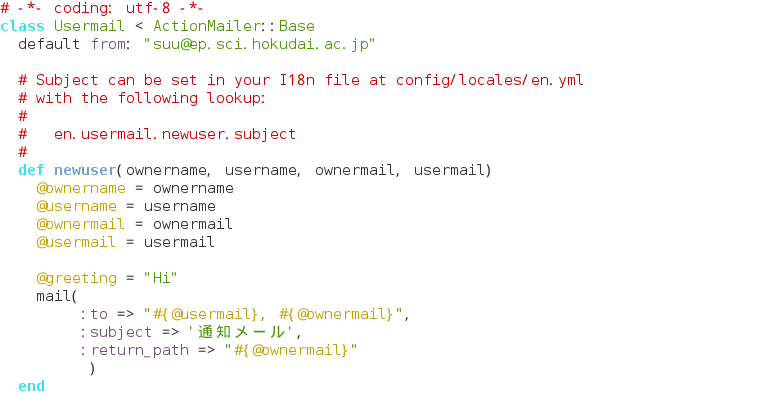 # -*- coding: utf-8 -*-
class Usermail < ActionMailer::Base
  default from: "suu@ep.sci.hokudai.ac.jp"

  # Subject can be set in your I18n file at config/locales/en.yml
  # with the following lookup:
  #
  #   en.usermail.newuser.subject
  #
  def newuser(ownername, username, ownermail, usermail)
    @ownername = ownername
    @username = username
    @ownermail = ownermail
    @usermail = usermail

    @greeting = "Hi"
    mail(
         :to => "#{@usermail}, #{@ownermail}",
         :subject => '通知メール',
         :return_path => "#{@ownermail}"
          )
  end